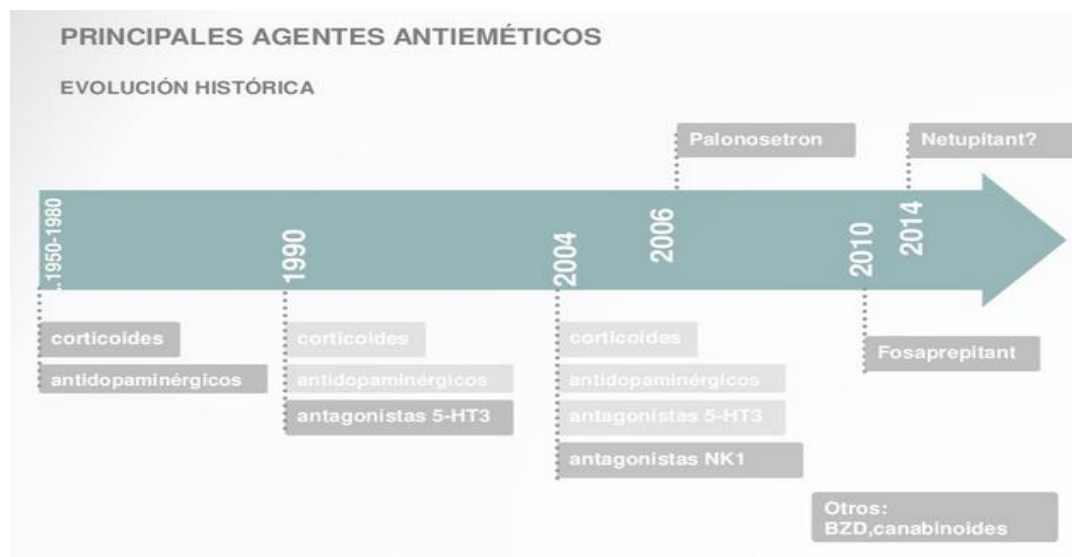 PRINCIPALES AGENTES ANTIEMÉTICOS
EVOLUCIÓN HISTÓRICA
Palonosetron
Netupitant?
..1950-1980
1990
2004
2006
2010
2014
corticoides
antidopaminérgicos
corticoides
antidopaminérgicos
antagonistas 5-HT3
corticoides
antidopaminérgicos
antagonistas 5-HT3
antagonistas NK1
Fosaprepitant
Otros:
BZD,canabinoides